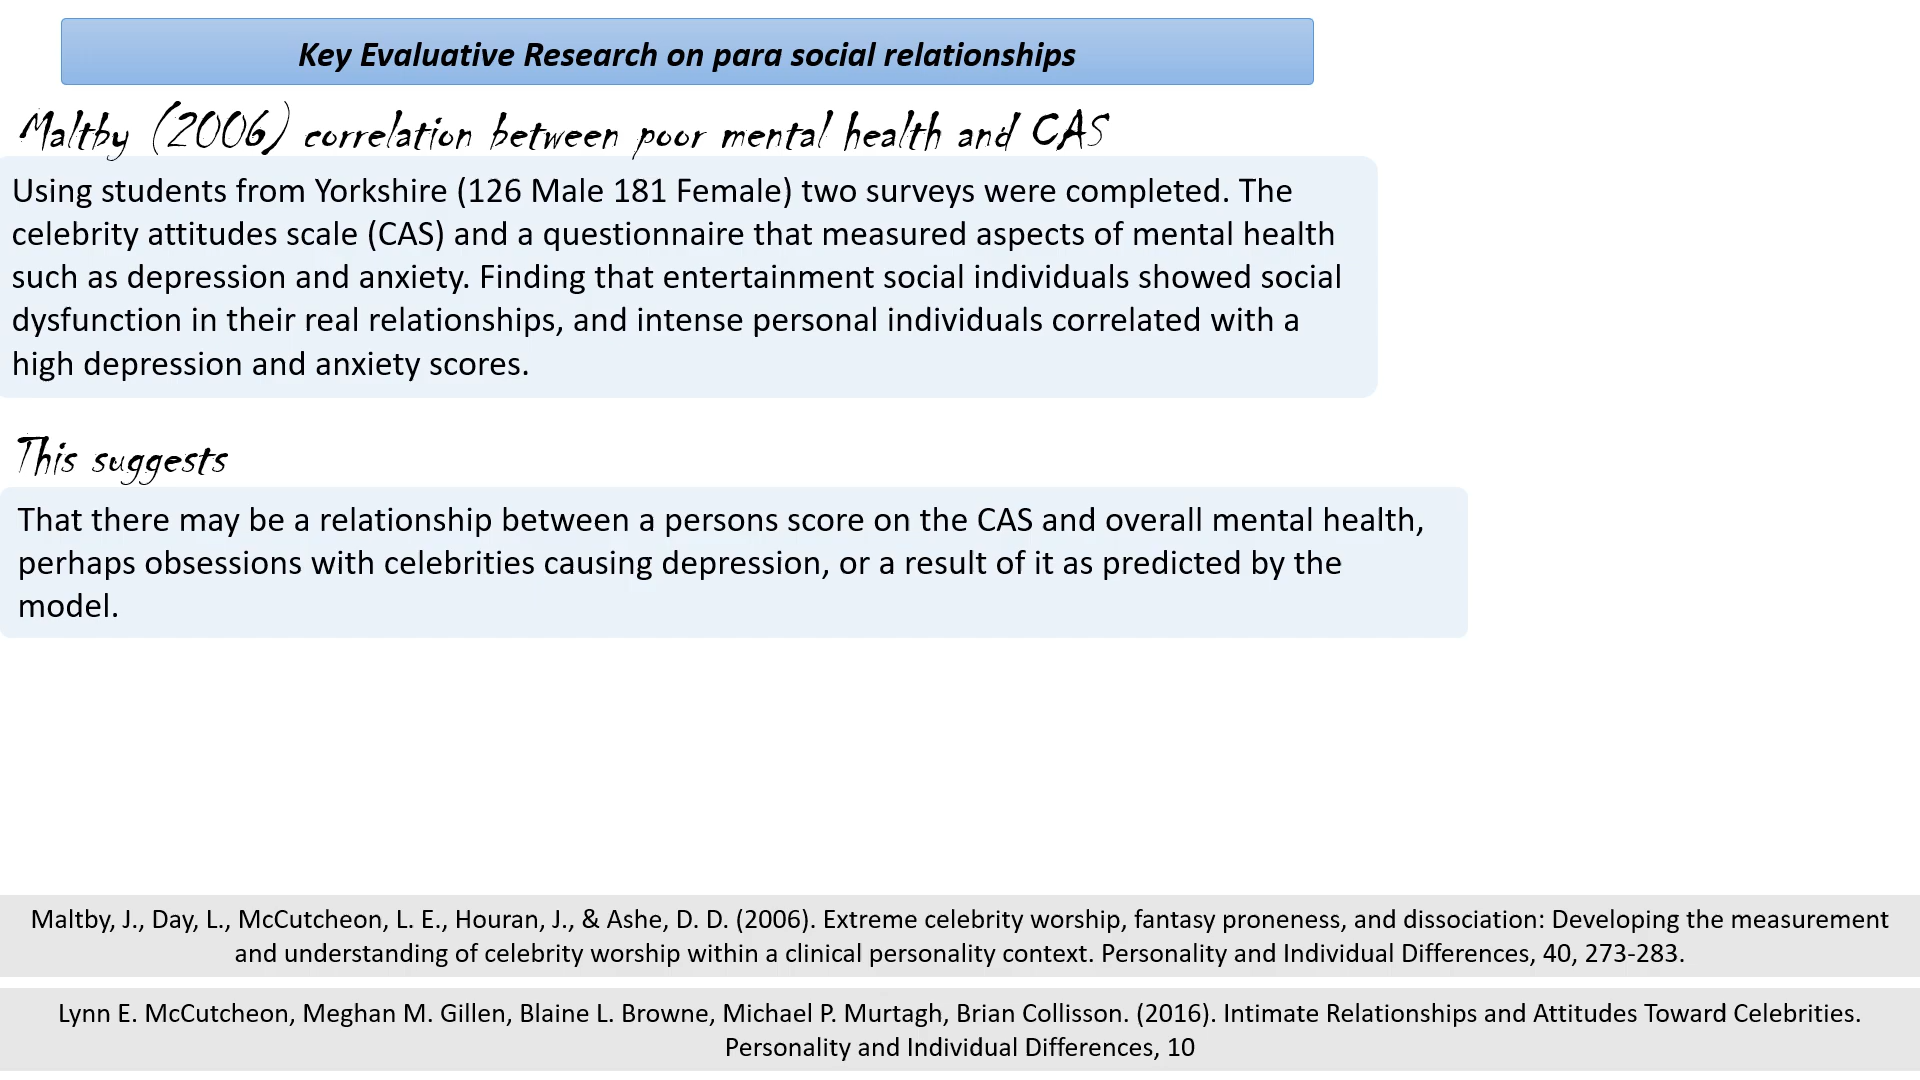 Key Evaluative Research on para social relationships
Maltby (2006) correlation between poor mental health and CAS
Using students from Yorkshire (126 Male 181 Female) two surveys were completed. The
celebrity attitudes scale (CAS) and a questionnaire that measured aspects of mental health
such as depression and anxiety. Finding that entertainment social individuals showed social
dysfunction in their real relationships, and intense personal individuals correlated with a
high depression and anxiety scores.
This suggests
That there may be a relationship between a persons score on the CAS and overall mental health,
perhaps obsessions with celebrities causing depression, or a result of it as predicted by the
model.
Maltby, J., Day, L., McCutcheon, L. E., Houran, J., & Ashe, D. D. (2006). Extreme celebrity worship, fantasy proneness, and dissociation: Developing the measurement
and understanding of celebrity worship within a clinical personality context. Personality and Individual Differences, 40, 273-283.
Lynn E. McCutcheon, Meghan M. Gillen, Blaine L. Browne, Michael P. Murtagh, Brian Collisson. (2016). Intimate Relationships and Attitudes Toward Celebrities.
Personality and Individual Differences, 10